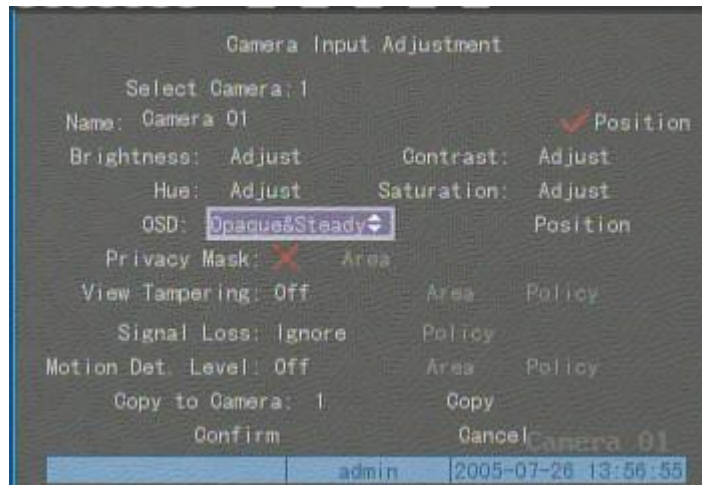 Camera Input Adjustment
Select Camera:1
Name: Camera 01 Position
Brightness: Adjust Contrast: Adjust
Hue: Adjust Saturation: Adjust
OSD: Opaque&Steady Position
Privacy Mask: Area
View Tampering: Off Area Policy
Signal Loss: Ignore Policy
Motion Det. Level: Off Area Policy
Copy to Camera: 1 Copy
Confirm Cancel
Camera 01
admin 2005-07-26 13:56:55